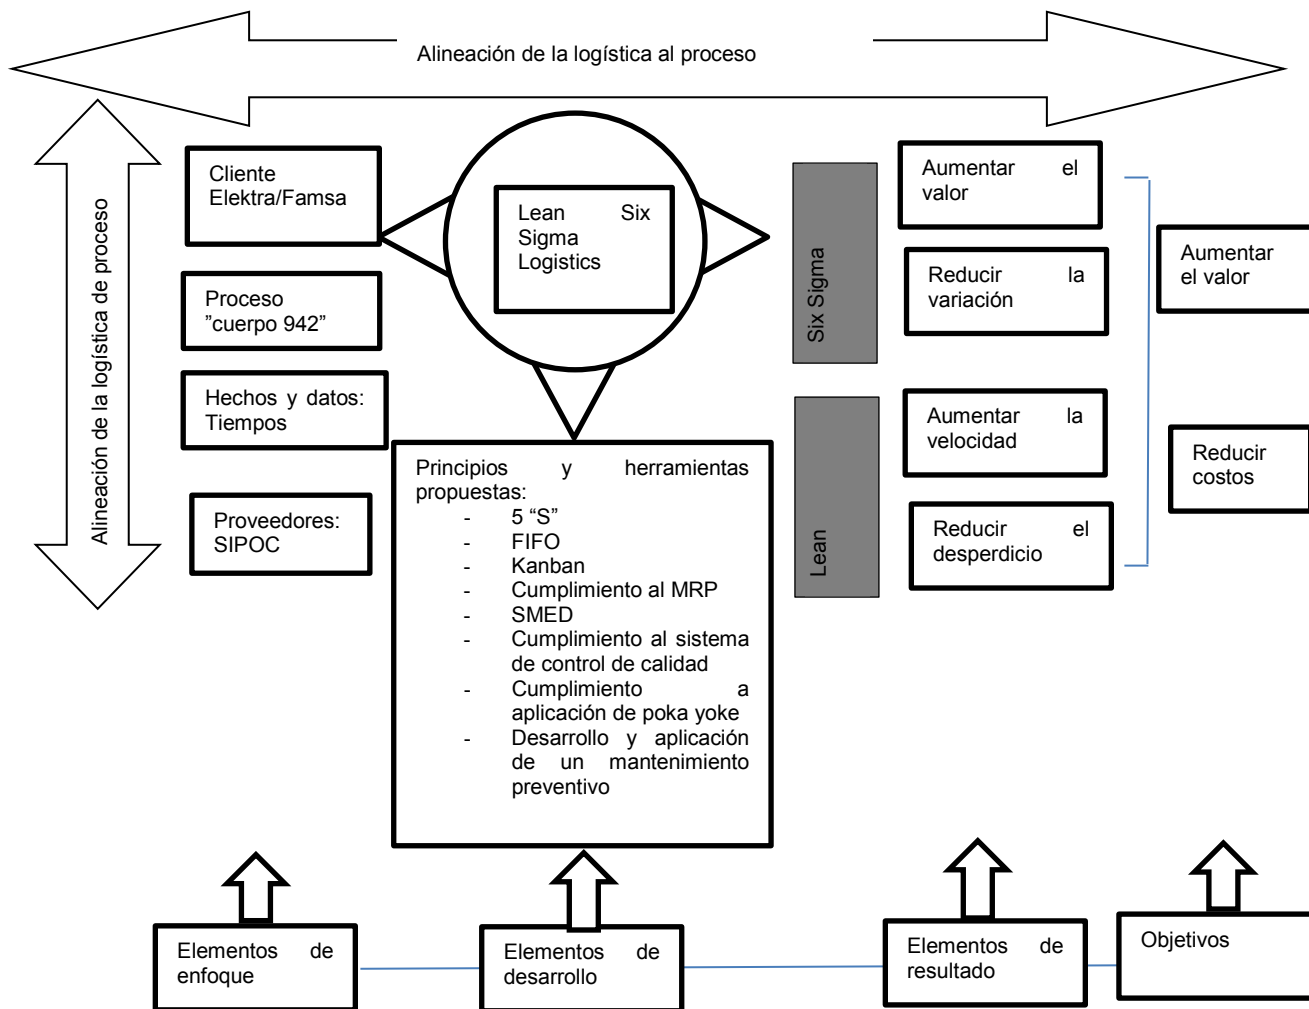 Alineación de la logística al proceso
Alineación de la logística de proceso
Cliente
Elektra/Famsa
Proceso
”cuerpo 942”
Hechos y datos:
Tiempos
Proveedores:
SIPOC
Lean Six
Sigma
Logistics
Principios y herramientas
propuestas:
- 5 “S”
- FIFO
- Kanban
- Cumplimiento al MRP
- SMED
- Cumplimiento al sistema
de control de calidad
- Cumplimiento a
aplicación de poka yoke
- Desarrollo y aplicación
de un mantenimiento
preventivo
Six Sigma
Lean
Aumentar el
valor
Reducir la
variación
Aumentar la
velocidad
Reducir el
desperdicio
Aumentar
el valor
Reducir
costos
Elementos de
enfoque
Elementos de
desarrollo
Elementos de
resultado
Objetivos